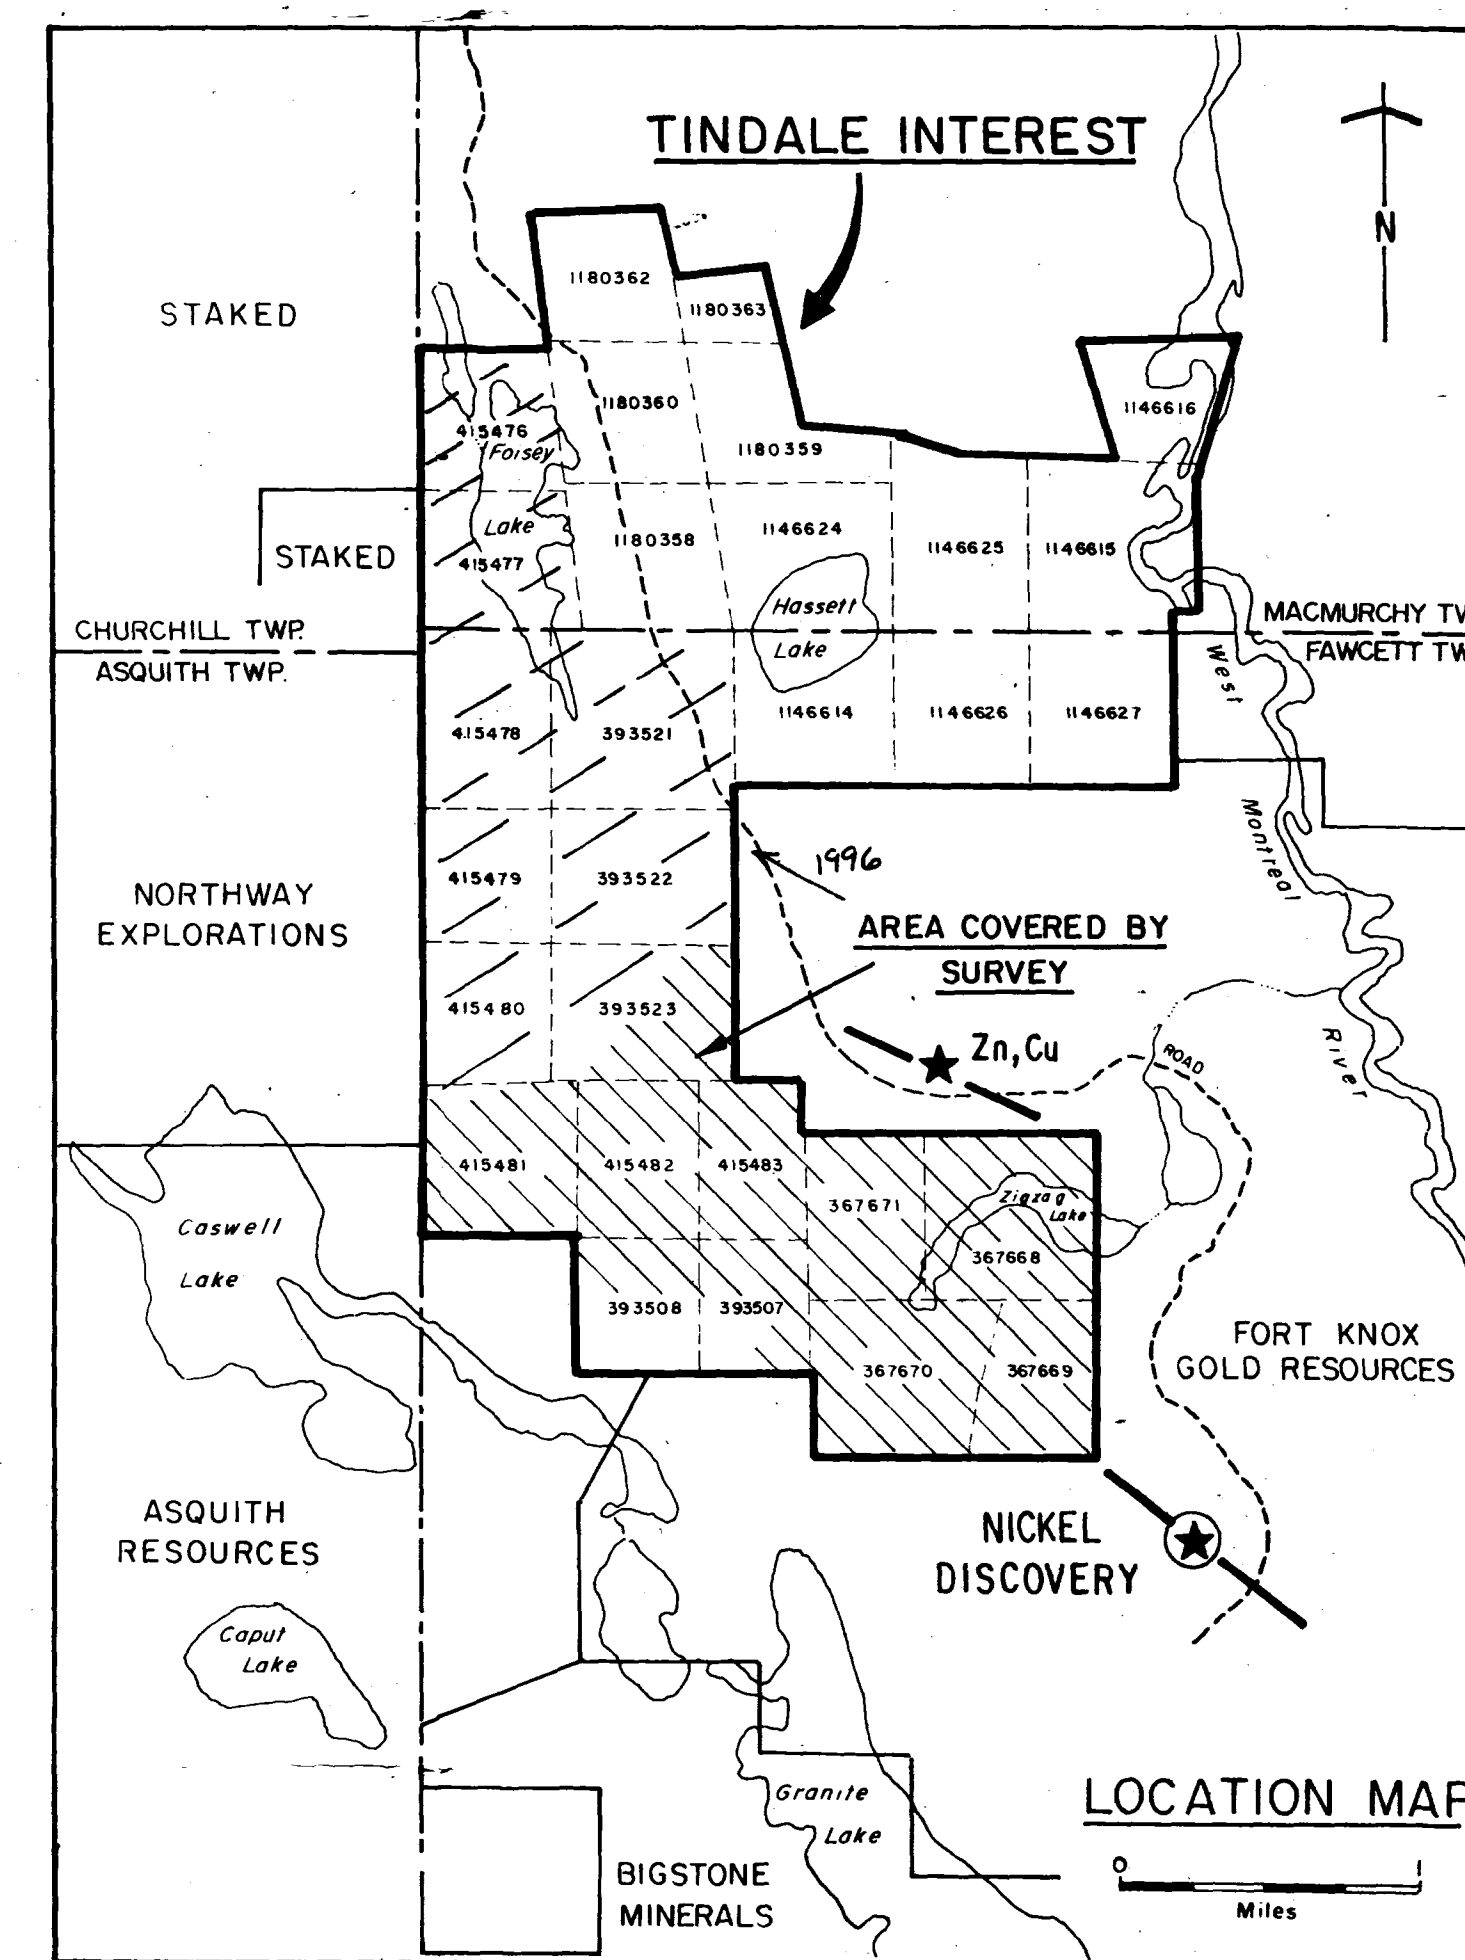 TINDALE INTEREST
N
1180362
1180363
STAKED
1180360
1146616
415476
Foisey
1180359
Lake
1180358
1146624
1146625
1146615
STAKED
415477
Hassett
Lake
CHURCHILL TWP.
ASQUITH TWP.
MACMURCHY TW
FAWCETT TW
West
415478
393521
1146614
1146626
1146627
Montreal
1996
415479
393522
NORTHWAY
EXPLORATIONS
AREA COVERED BY
SURVEY
415480
393523
Zn, Cu
ROAD
River
415481
415482
415483
367671
Zigzag
Lake
Caswell
Lake
367668
393508
393507
FORT KNOX
GOLD RESOURCES
367670
367669
ASQUITH
RESOURCES
NICKEL
DISCOVERY
Caput
Lake
Granite
Lake
LOCATION MAP
0 1
Miles
BIGSTONE
MINERALS